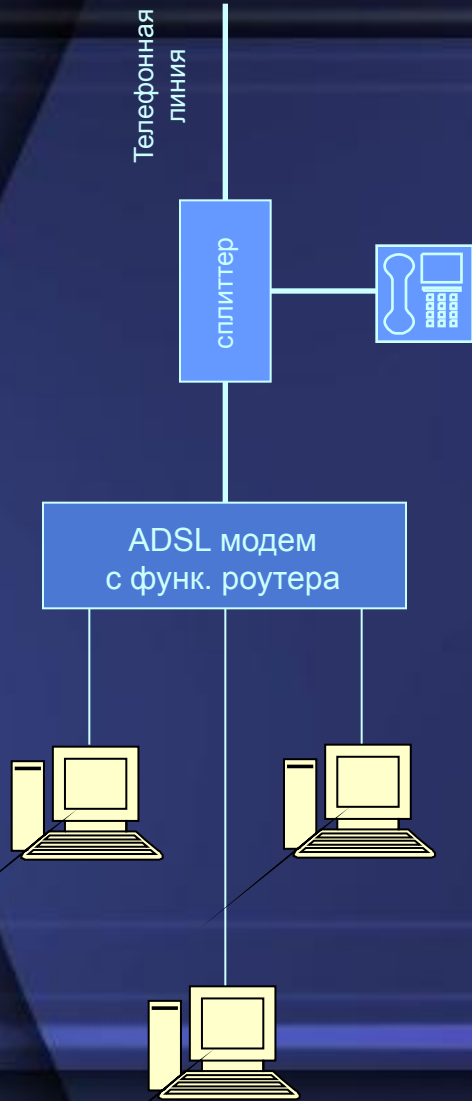 Телефонная
линия
сплиттер
ADSL модем
с функ. роутера